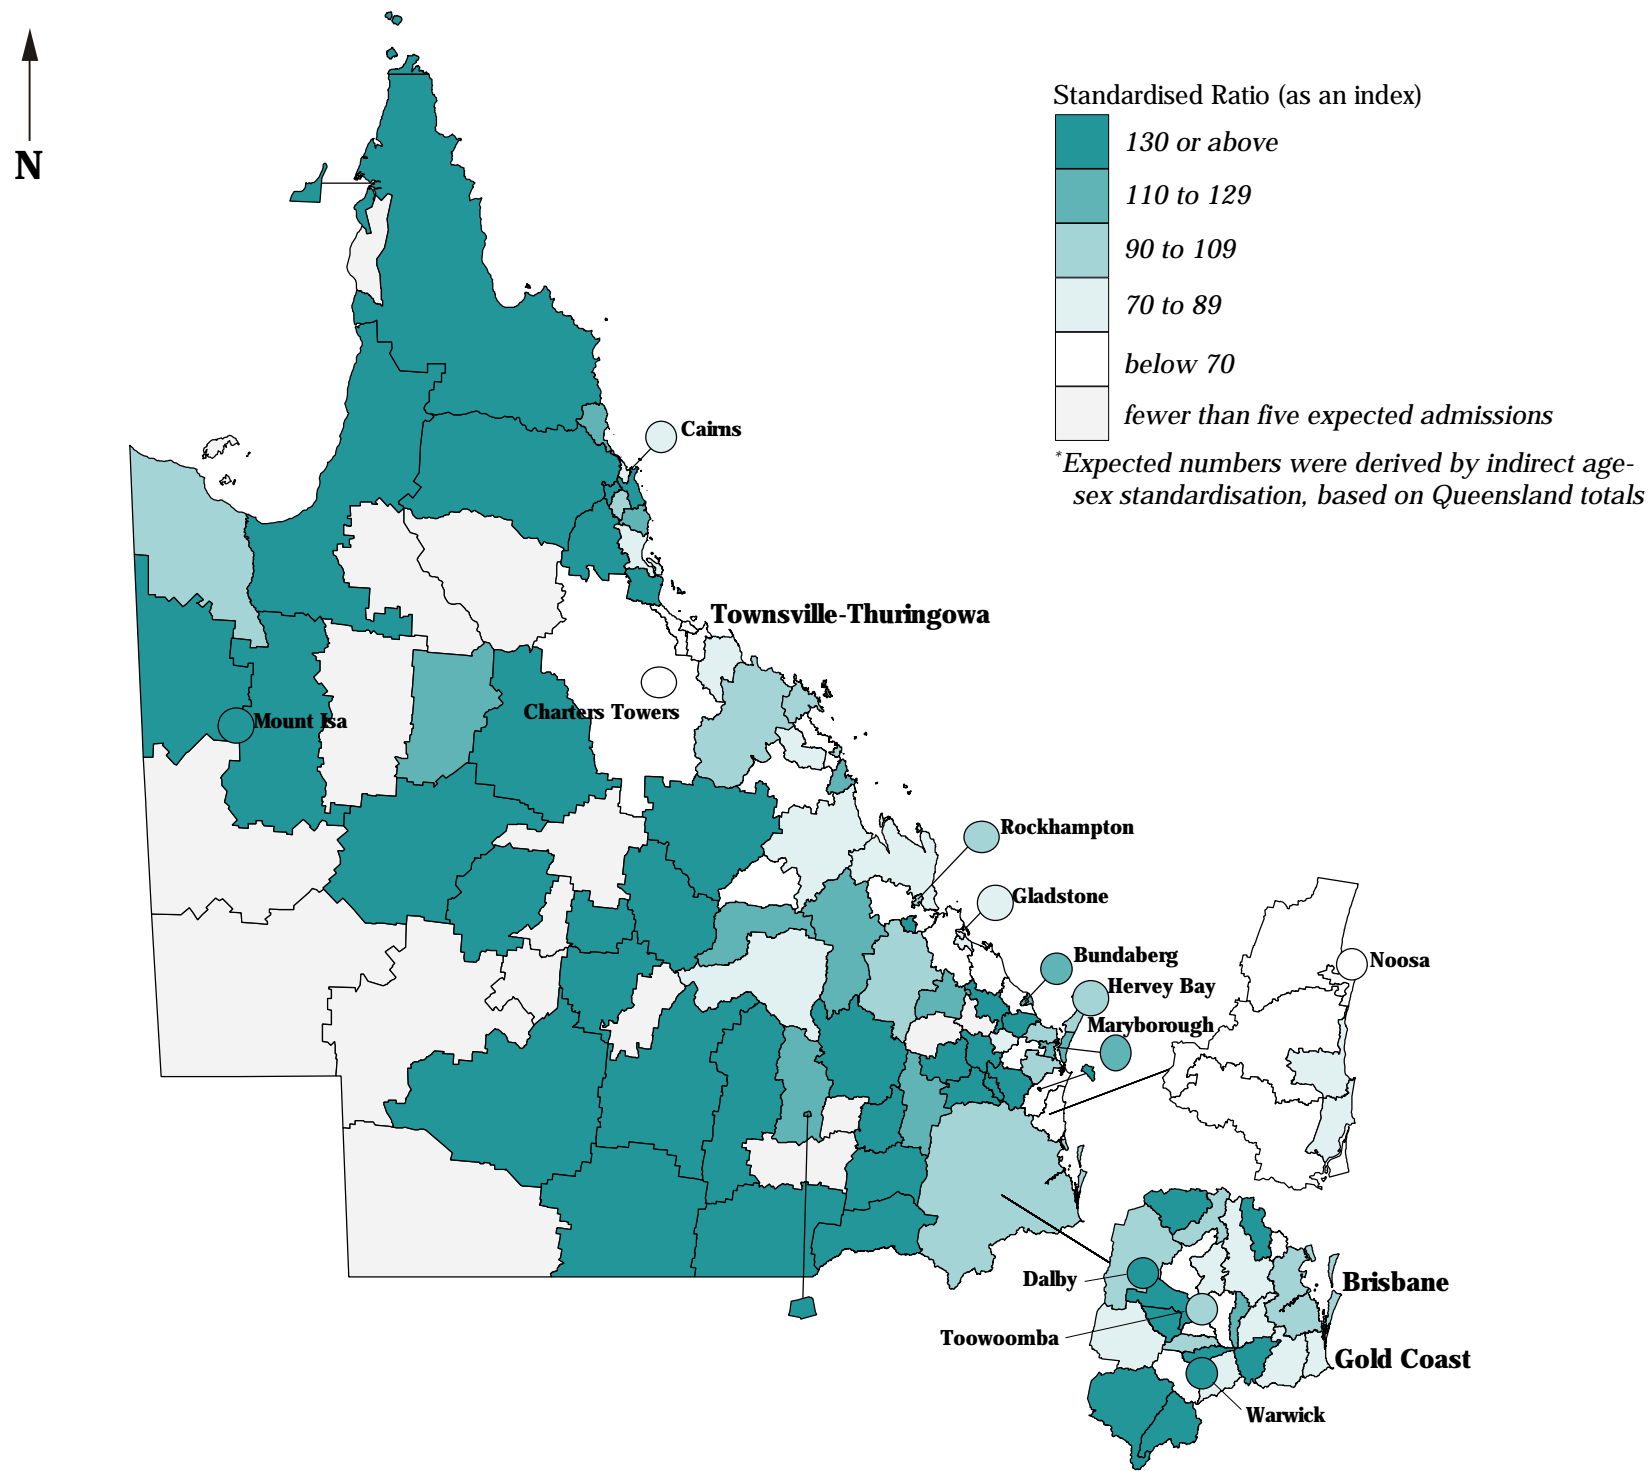 N
Standardised Ratio (as an index)
130 or above
110 to 129
90 to 109
70 to 89
below 70
fewer than five expected admissions
*Expected numbers were derived by indirect age-
sex standardisation, based on Queensland totals
Cairns
Townsville-Thuringowa
Mount Isa
Charters Towers
Rockhampton
Gladstone
Bundaberg
Noosa
Hervey Bay
Maryborough
Dalby
Brisbane
Toowoomba
Gold Coast
Warwick